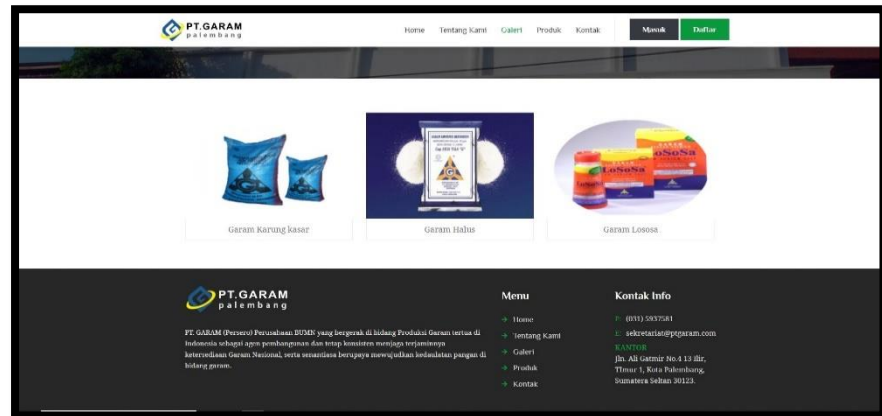 PT.GARAM
palembang
Home Tentang Kami Galeri Produk Kontak Masuk Daftar
LoSoSa
LoSoSa
Garam Karung kasar
Garam Halus
Garam Lososa
PT.GARAM
palembang
PT. GARAM (Persero) Perusahaan BUMN yang bergerak di bidang Produksi Garam tertua di
Indonesia sebagai agen pembangunan dan tetap konsisten menjaga terjaminnya
ketersediaan Garam Nasional, serta senantiasa berupaya mewujudkan kedaulatan pangan di
bidang garam.
Menu
Home
Tentang Kami
Galeri
Produk
Kontak
Kontak Info
P: (031) 5937581
E: sekretariat@ptgaram.com
KANTOR
Jln. Ali Gatmir No.4 13 Ilir,
TImur 1, Kota Palembang,
Sumatera Seltan 30123.